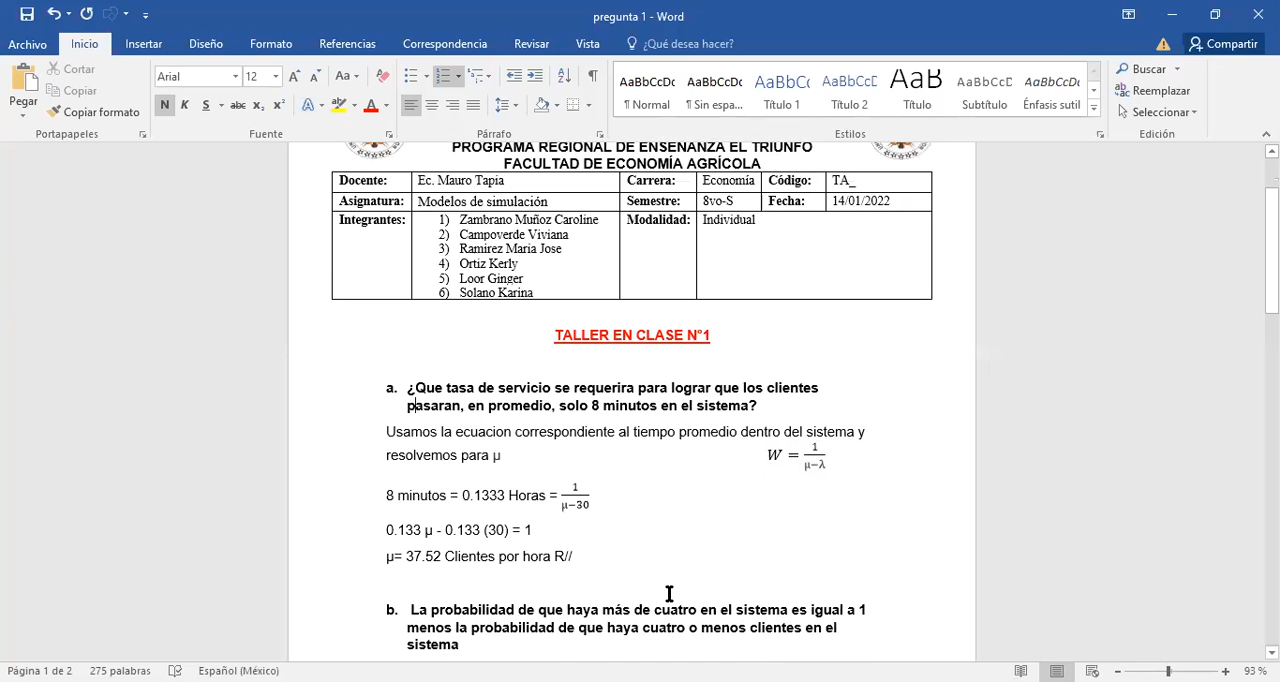 pregunta 1 - Word
Archivo Inicio Insertar Diseño Formato Referencias Correspondencia Revisar Vista ¿Qué desea hacer? Compartir
Pegar
Cortar
Copiar
Copiar formato
Portapapeles
Arial 12 Aa
N K S abc x₂ x² A A
Fuente
Párrafo
AaBbCcDc AaBbCcDc AaBbCcD AaBbCcD AaB AaBbCcD AaBbCcDc
¶ Normal ¶ Sin espa... Título 1 Título 2 Título Subtítulo Énfasis sutil
Estilos
Buscar
Reemplazar
Seleccionar
Edición
PROGRAMA REGIONAL DE ENSEÑANZA EL TRIUNFO
FACULTAD DE ECONOMÍA AGRÍCOLA
Docente: Ec. Mauro Tapia Carrera: Economía Código: TA_
Asignatura: Modelos de simulación Semestre: 8vo-S Fecha: 14/01/2022
Integrantes: 1) Zambrano Muñoz Caroline Modalidad: Individual
2) Campoverde Viviana
3) Ramirez Maria Jose
4) Ortiz Kerly
5) Loor Ginger
6) Solano Karina
TALLER EN CLASE N°1
a. ¿Que tasa de servicio se requerira para lograr que los clientes
pasaran, en promedio, solo 8 minutos en el sistema?
Usamos la ecuacion correspondiente al tiempo promedio dentro del sistema y
resolvemos para μ W = 1/(μ−λ)
8 minutos = 0.1333 Horas = 1/(μ−30)
0.133 μ - 0.133 (30) = 1
μ= 37.52 Clientes por hora R//
b. La probabilidad de que haya más de cuatro en el sistema es igual a 1
menos la probabilidad de que haya cuatro o menos clientes en el
sistema
Página 1 de 2 275 palabras Español (México) 93 %